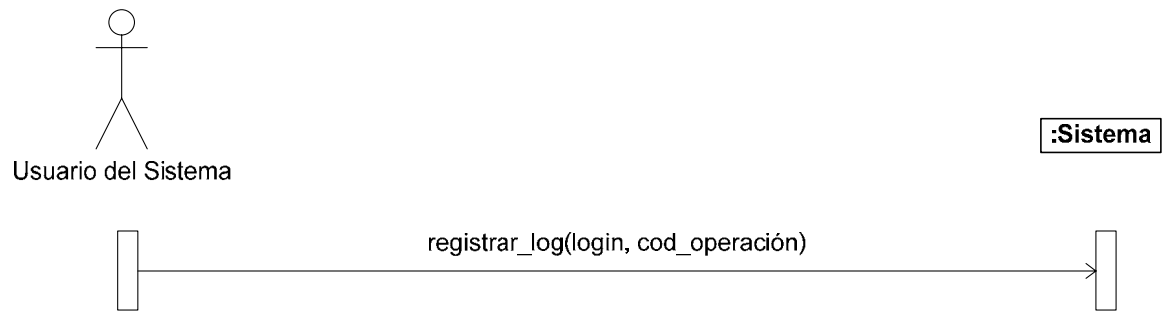 :Sistema
Usuario del Sistema
registrar_log(login, cod_operación)